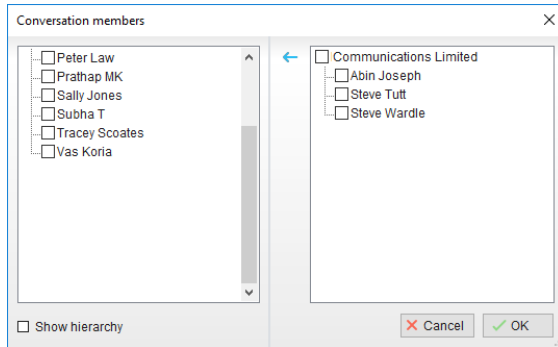 Conversation members
Peter Law
Prathap MK
Sally Jones
Subha T
Tracey Scoates
Vas Koria
Communications Limited
Abin Joseph
Steve Tutt
Steve Wardle
Show hierarchy
Cancel
OK